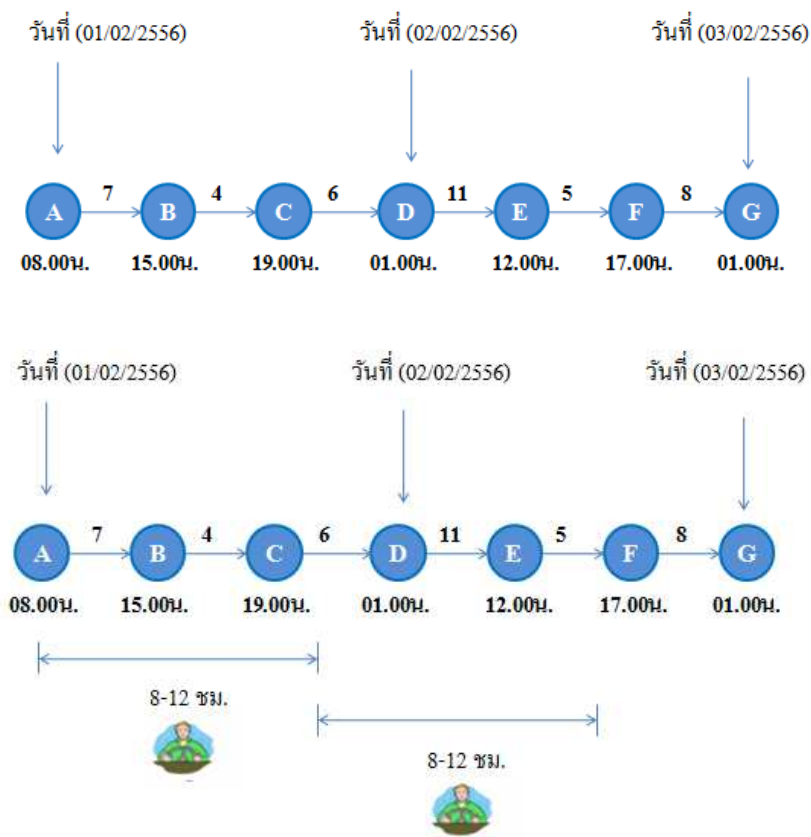 วันที่ (01/02/2556) วันที่ (02/02/2556) วันที่ (03/02/2556)
7 4 6 11 5 8
A B C D E F G
08.00น. 15.00น. 19.00น. 01.00น. 12.00น. 17.00น. 01.00น.
วันที่ (01/02/2556) วันที่ (02/02/2556) วันที่ (03/02/2556)
7 4 6 11 5 8
A B C D E F G
08.00น. 15.00น. 19.00น. 01.00น. 12.00น. 17.00น. 01.00น.
8-12 ชม.
8-12 ชม.